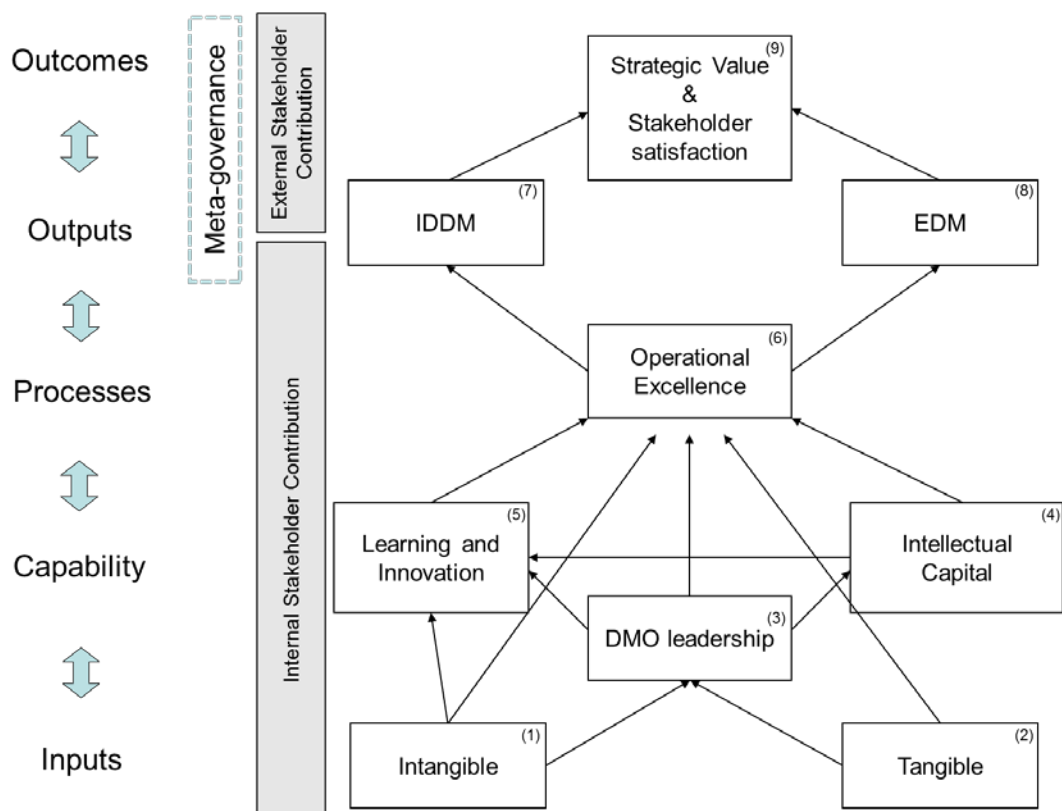 Outcomes
Outputs
Processes
Capability
Inputs
Meta-governance
External Stakeholder
Contribution
Internal Stakeholder Contribution
(9)
Strategic Value
&
Stakeholder
satisfaction
(7)
IDDM
(8)
EDM
(6)
Operational
Excellence
(5)
Learning and
Innovation
(4)
Intellectual
Capital
(3)
DMO leadership
(1)
Intangible
(2)
Tangible